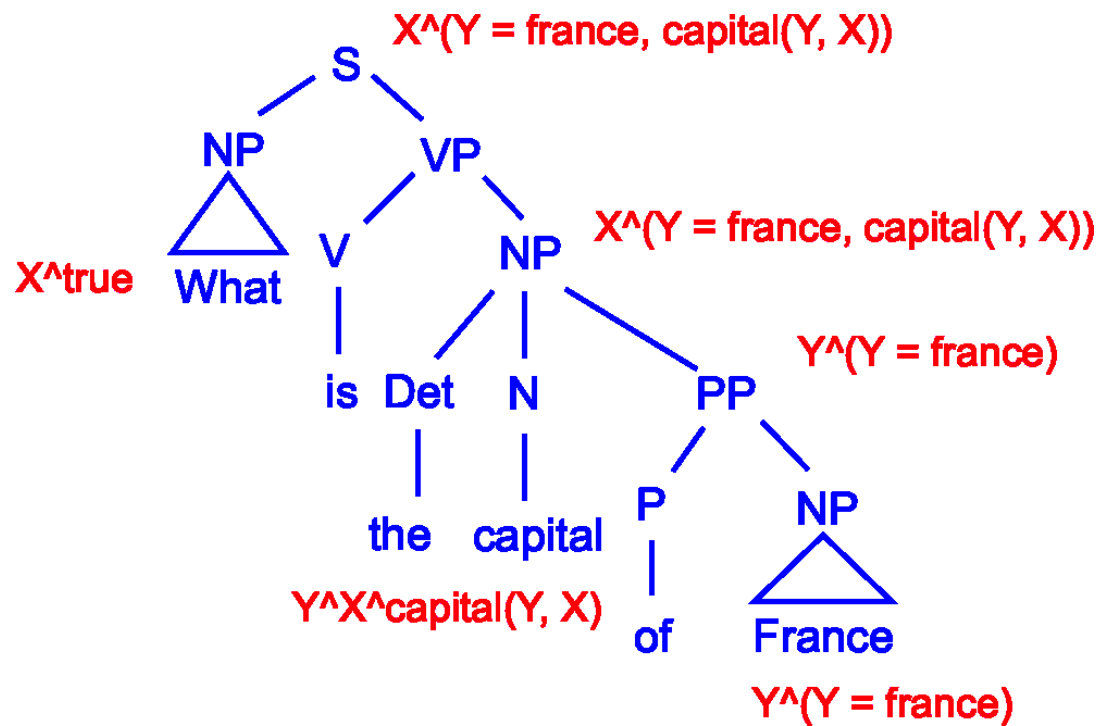 X^(Y = france, capital(Y, X))
S
NP VP
V NP X^(Y = france, capital(Y, X))
X^true What
Y^(Y = france)
is Det N PP
P NP
the capital
Y^X^capital(Y, X)
of France
Y^(Y = france)